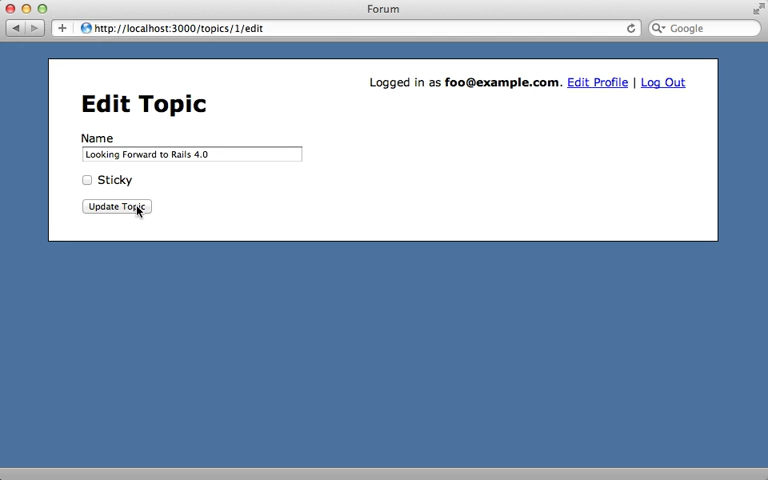 Forum
http://localhost:3000/topics/1/edit
Google
Logged in as foo@example.com. Edit Profile | Log Out
Edit Topic
Name
Looking Forward to Rails 4.0
Sticky
Update Topic